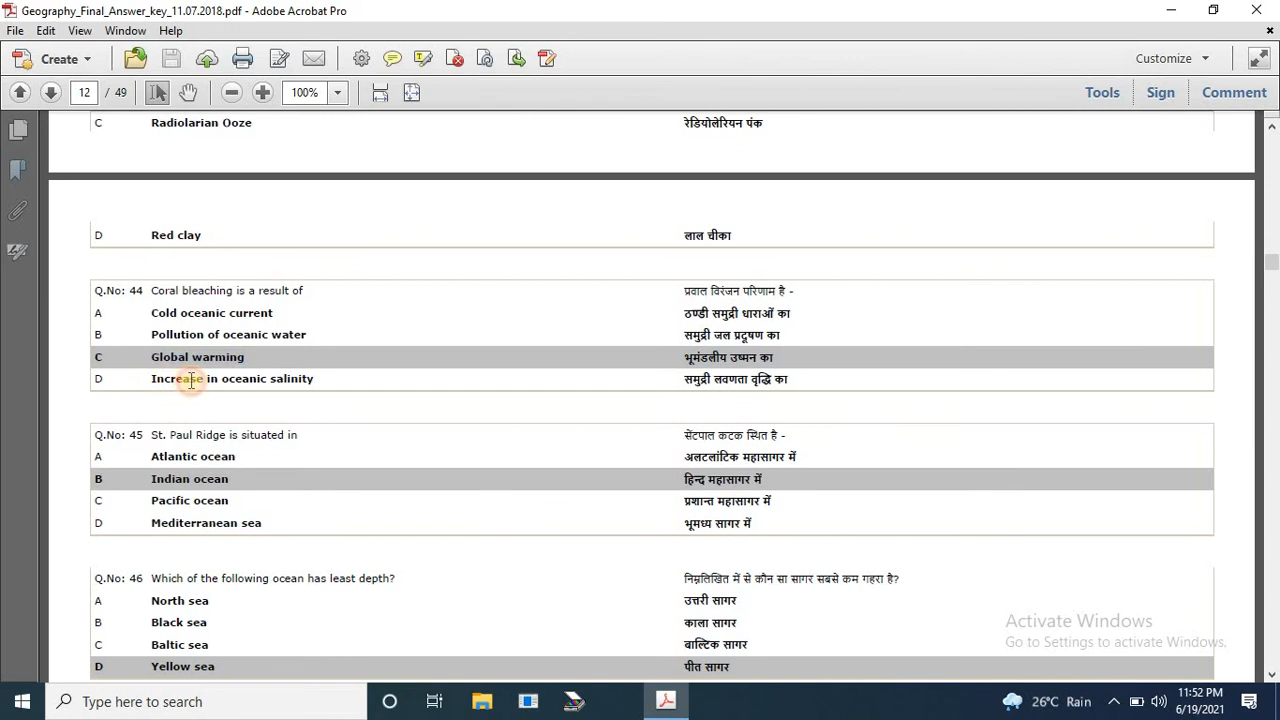 Geography_Final_Answer_key_11.07.2018.pdf - Adobe Acrobat Pro
File Edit View Window Help
Create Customize
12 / 49 100% Tools Sign Comment
C Radiolarian Ooze रेडियोलेरियन पंक
D Red clay लाल चीका
Q.No: 44 Coral bleaching is a result of प्रवाल विरंजन परिणाम है -
A Cold oceanic current ठण्डी समुद्री धाराओं का
B Pollution of oceanic water समुद्री जल प्रदूषण का
C Global warming भूमंडलीय उष्मन का
D Increase in oceanic salinity समुद्री लवणता वृद्धि का
Q.No: 45 St. Paul Ridge is situated in सेंटपाल कटक स्थित है -
A Atlantic ocean अलटलांटिक महासागर में
B Indian ocean हिन्द महासागर में
C Pacific ocean प्रशान्त महासागर में
D Mediterranean sea भूमध्य सागर में
Q.No: 46 Which of the following ocean has least depth? निम्नलिखित में से कौन सा सागर सबसे कम गहरा है?
A North sea उत्तरी सागर
B Black sea काला सागर
C Baltic sea बाल्टिक सागर
D Yellow sea पीत सागर
Activate Windows
Go to Settings to activate Windows.
Type here to search 26°C Rain 11:52 PM
6/19/2021